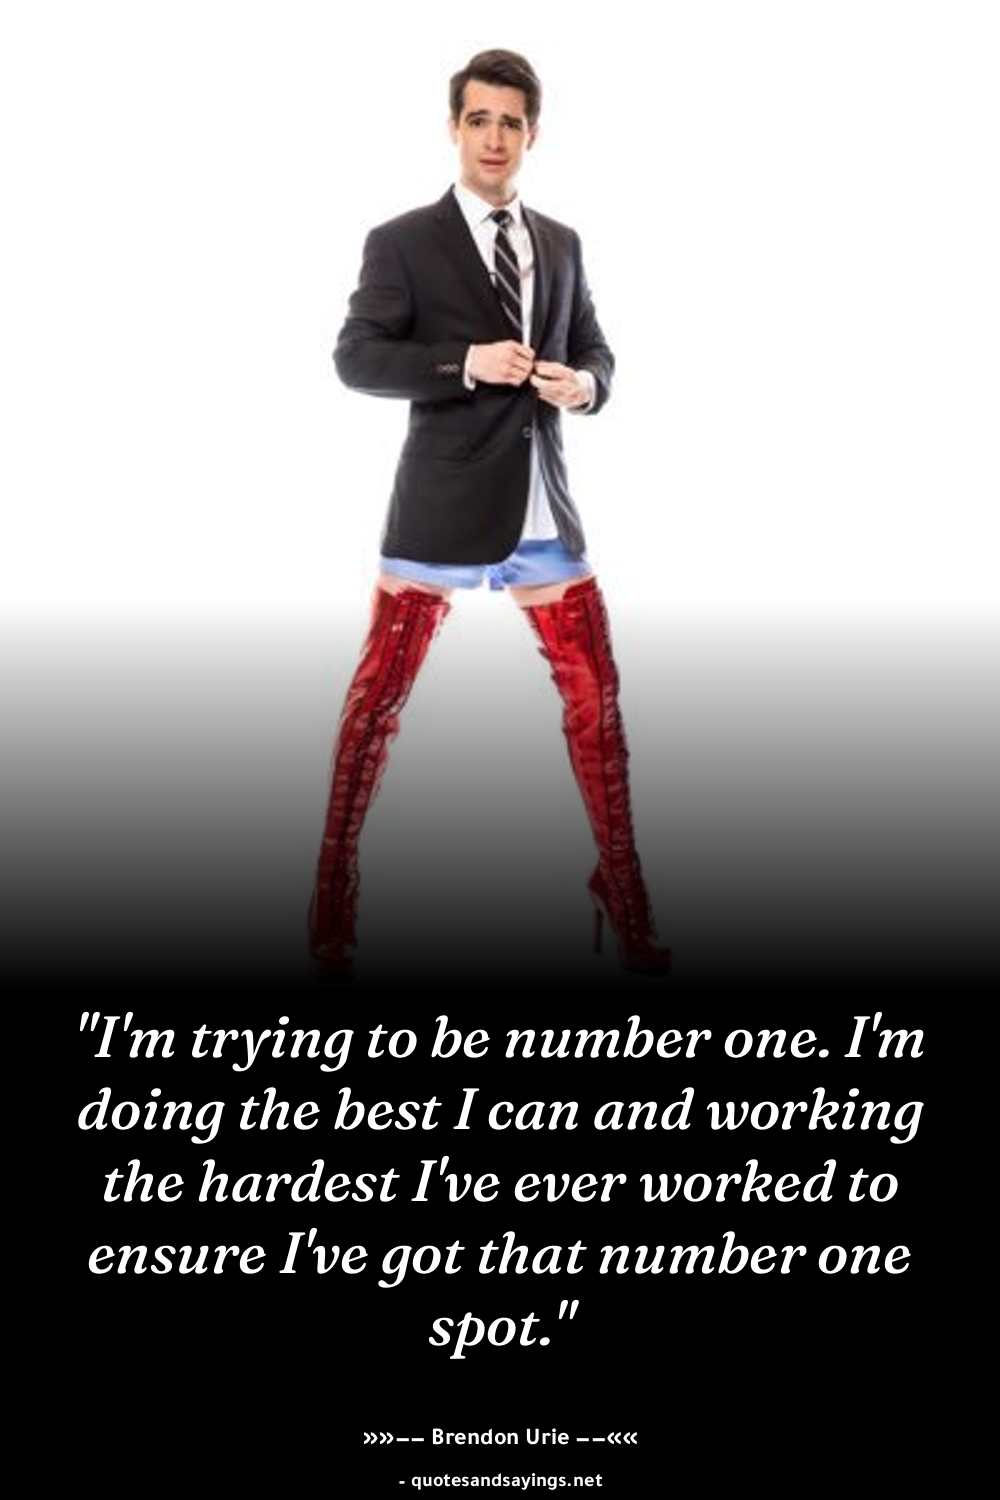 "I'm trying to be number one. I'm
doing the best I can and working
the hardest I've ever worked to
ensure I've got that number one
spot."
»»–– Brendon Urie ––««
- quotesandsayings.net